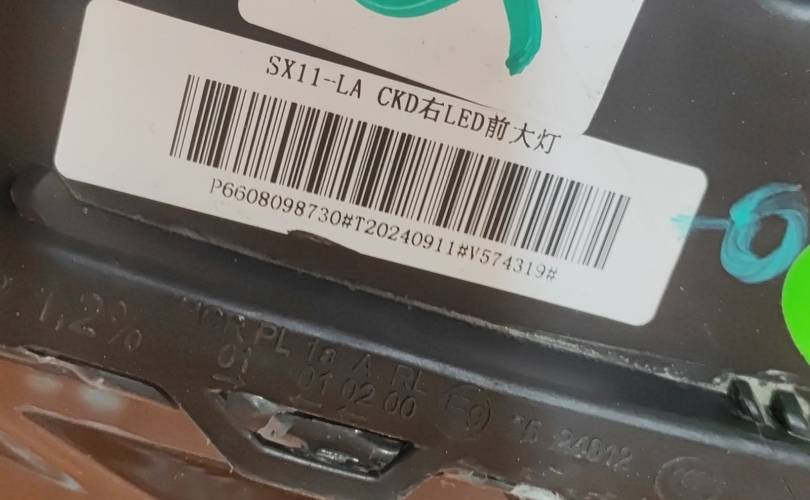 SX11-LA CKD右LED前大灯
P6608098730#T20240911#V574319#
1,2%
HCR PL 1a A RL
01 01 02 00